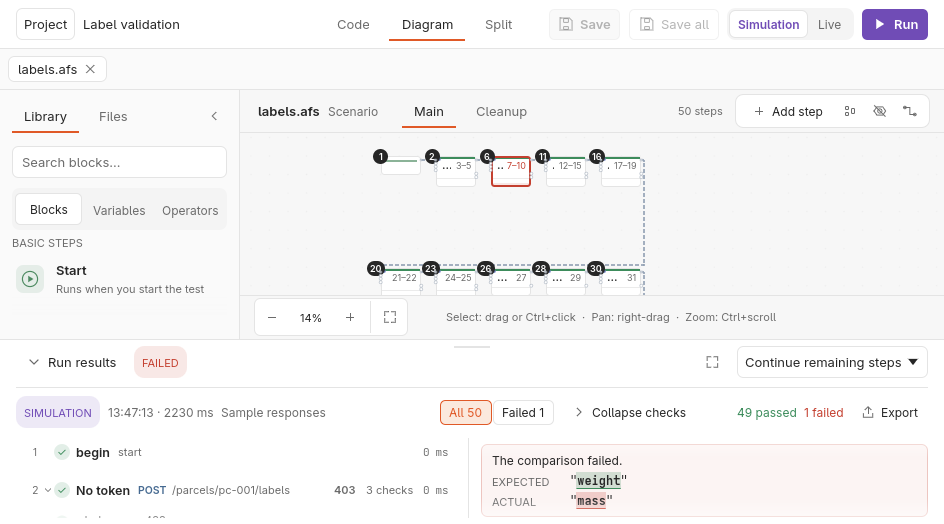 Project Label validation Code Diagram Split Save Save all Simulation Live Run
labels.afs
Library Files labels.afs Scenario Main Cleanup 50 steps Add step
Search blocks...
Blocks Variables Operators
BASIC STEPS
Start
Runs when you start the test
1 2 ... 3–5 6 .. 7–10 11 . 12–15 16 . 17–19
20 21–22 23 24–25 26 ... 27 28 ... 29 30 ... 31
14% Select: drag or Ctrl+click · Pan: right-drag · Zoom: Ctrl+scroll
Run results FAILED Continue remaining steps
SIMULATION 13:47:13 · 2230 ms Sample responses All 50 Failed 1 Collapse checks 49 passed 1 failed Export
1 begin start 0 ms
2 No token POST /parcels/pc-001/labels 403 3 checks 0 ms
The comparison failed.
EXPECTED "weight"
ACTUAL "mass"